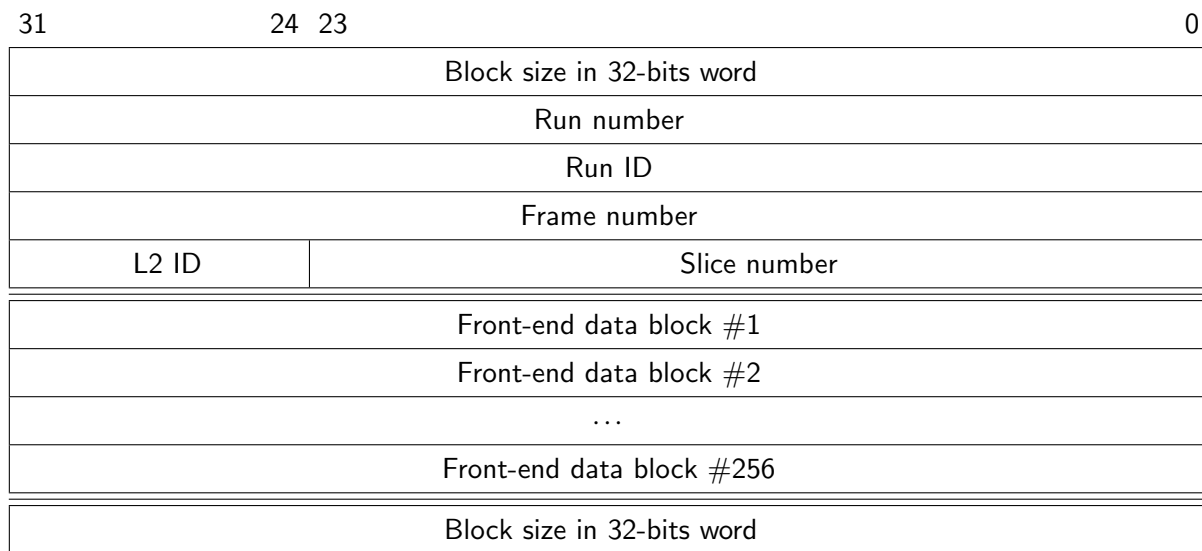 31 24 23 0
Block size in 32-bits word
Run number
Run ID
Frame number
L2 ID Slice number
Front-end data block #1
Front-end data block #2
...
Front-end data block #256
Block size in 32-bits word